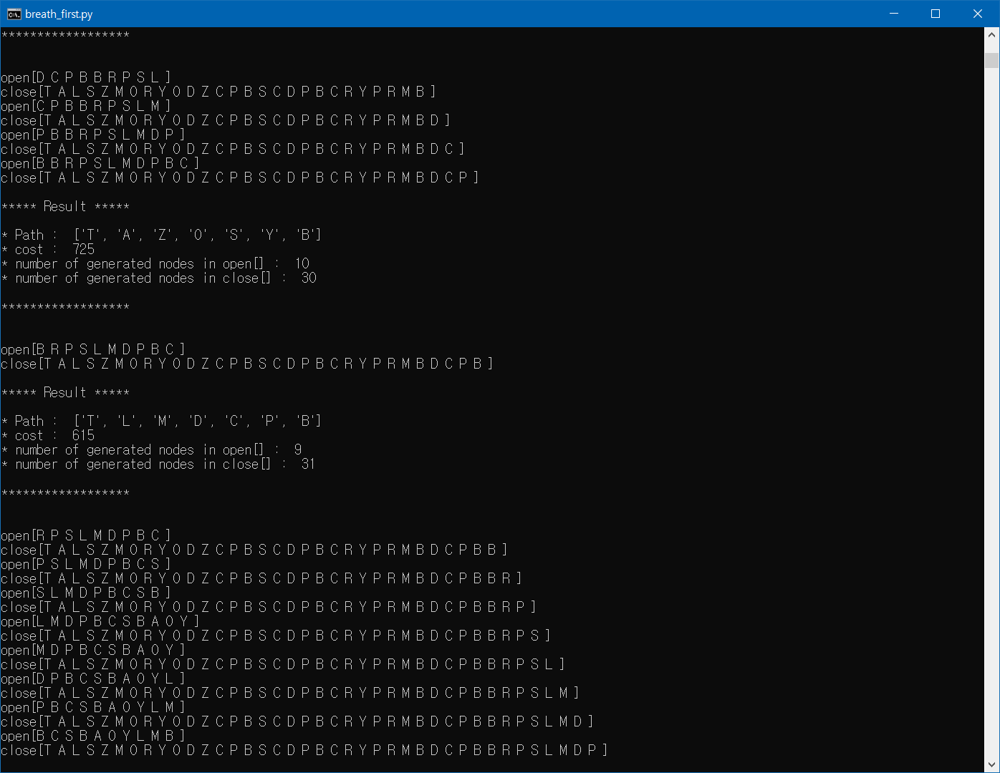 breath_first.py
******************
open[D C P B B R P S L ]
close[T A L S Z M O R Y O D Z C P B S C D P B C R Y P R M B ]
open[C P B B R P S L M ]
close[T A L S Z M O R Y O D Z C P B S C D P B C R Y P R M B D ]
open[P B B R P S L M D P ]
close[T A L S Z M O R Y O D Z C P B S C D P B C R Y P R M B D C ]
open[B B R P S L M D P B C ]
close[T A L S Z M O R Y O D Z C P B S C D P B C R Y P R M B D C P ]
***** Result *****
* Path :  ['T', 'A', 'Z', 'O', 'S', 'Y', 'B']
* cost :  725
* number of generated nodes in open[] :  10
* number of generated nodes in close[] :  30
******************
open[B R P S L M D P B C ]
close[T A L S Z M O R Y O D Z C P B S C D P B C R Y P R M B D C P B ]
***** Result *****
* Path :  ['T', 'L', 'M', 'D', 'C', 'P', 'B']
* cost :  615
* number of generated nodes in open[] :  9
* number of generated nodes in close[] :  31
******************
open[R P S L M D P B C ]
close[T A L S Z M O R Y O D Z C P B S C D P B C R Y P R M B D C P B B ]
open[P S L M D P B C S ]
close[T A L S Z M O R Y O D Z C P B S C D P B C R Y P R M B D C P B B R ]
open[S L M D P B C S B ]
close[T A L S Z M O R Y O D Z C P B S C D P B C R Y P R M B D C P B B R P ]
open[L M D P B C S B A O Y ]
close[T A L S Z M O R Y O D Z C P B S C D P B C R Y P R M B D C P B B R P S ]
open[M D P B C S B A O Y ]
close[T A L S Z M O R Y O D Z C P B S C D P B C R Y P R M B D C P B B R P S L ]
open[D P B C S B A O Y L ]
close[T A L S Z M O R Y O D Z C P B S C D P B C R Y P R M B D C P B B R P S L M ]
open[P B C S B A O Y L M ]
close[T A L S Z M O R Y O D Z C P B S C D P B C R Y P R M B D C P B B R P S L M D ]
open[B C S B A O Y L M B ]
close[T A L S Z M O R Y O D Z C P B S C D P B C R Y P R M B D C P B B R P S L M D P ]